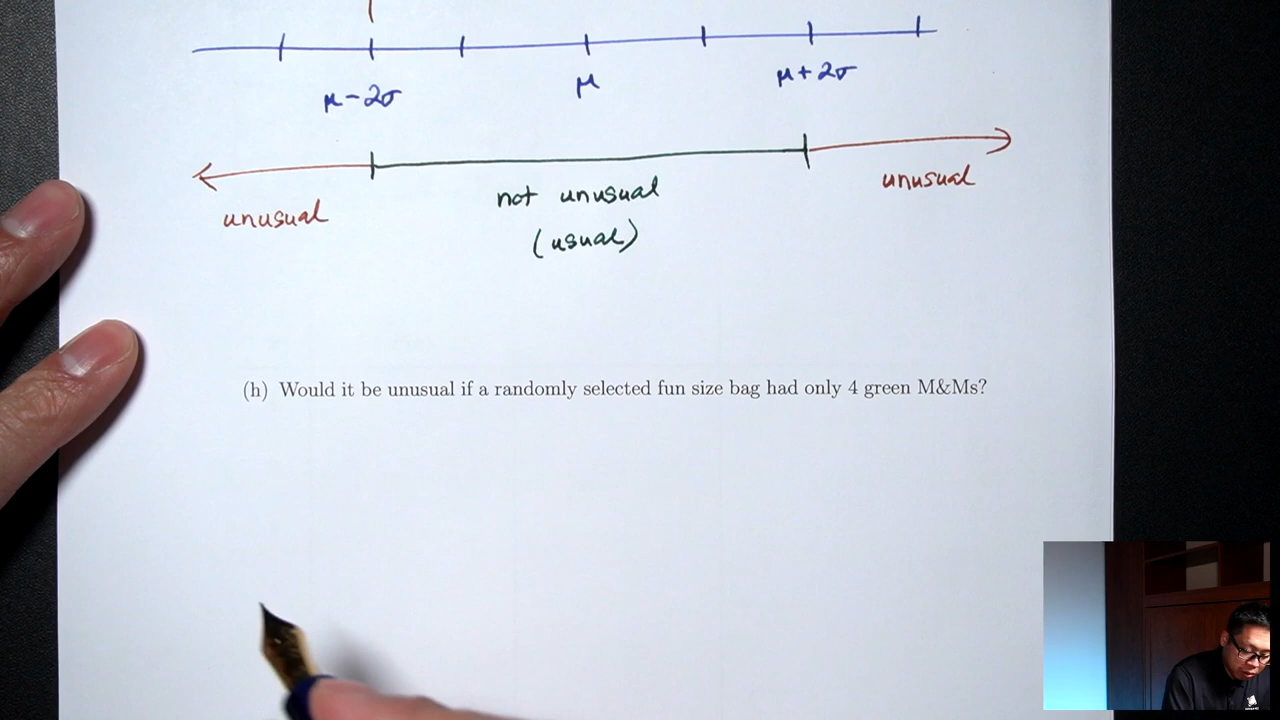 μ-2σ μ μ+2σ
unusual not unusual unusual
(usual)
(h) Would it be unusual if a randomly selected fun size bag had only 4 green M&Ms?